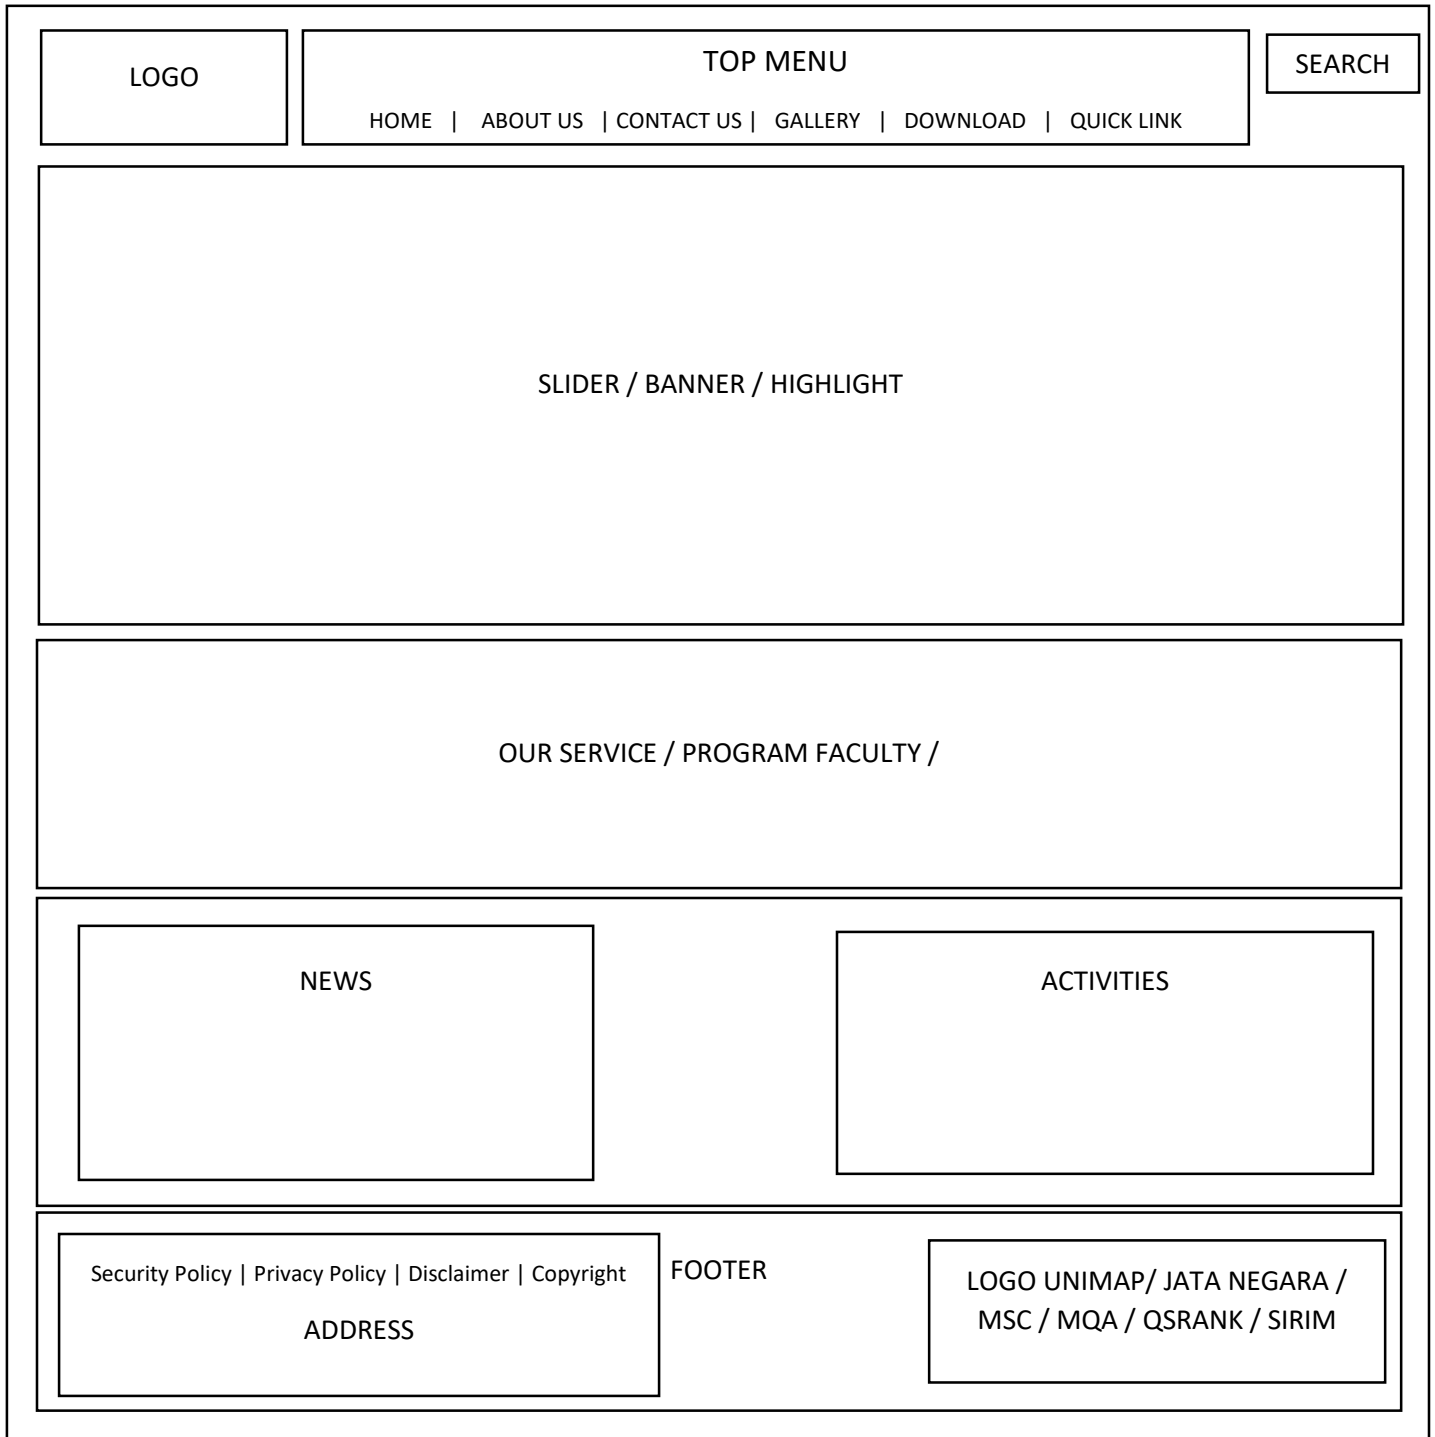 LOGO
TOP MENU
SEARCH
HOME | ABOUT US | CONTACT US | GALLERY | DOWNLOAD | QUICK LINK
SLIDER / BANNER / HIGHLIGHT
OUR SERVICE / PROGRAM FACULTY /
NEWS
ACTIVITIES
Security Policy | Privacy Policy | Disclaimer | Copyright
ADDRESS
FOOTER
LOGO UNIMAP/ JATA NEGARA /
MSC / MQA / QSRANK / SIRIM